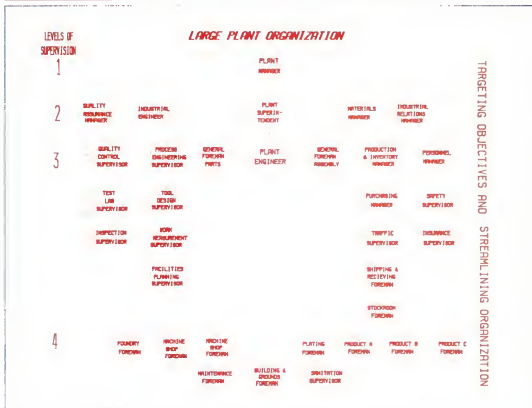 LEVELS OF
SUPERVISION
LARGE PLANT ORGANIZATION
1
PLANT
MANAGER
2
QUALITY
ASSURANCE
MANAGER
INDUSTRIAL
ENGINEER
PLANT
SUPERIN-
TENDENT
MATERIALS
MANAGER
INDUSTRIAL
RELATIONS
MANAGER
3
QUALITY
CONTROL
SUPERVISOR
PROCESS
ENGINEERING
SUPERVISOR
GENERAL
FOREMAN
PARTS
PLANT
ENGINEER
GENERAL
FOREMAN
ASSEMBLY
PRODUCTION
& INVENTORY
MANAGER
PERSONNEL
MANAGER
TEST
LAB
SUPERVISOR
TOOL
DESIGN
SUPERVISOR
PURCHASING
MANAGER
SAFETY
SUPERVISOR
INSPECTION
SUPERVISOR
WORK
MEASUREMENT
SUPERVISOR
TRAFFIC
SUPERVISOR
INSURANCE
SUPERVISOR
FACILITIES
PLANNING
SUPERVISOR
SHIPPING &
RECIEVING
FOREMAN
STOCKROOM
FOREMAN
4
FOUNDRY
FOREMAN
MACHINE
SHOP
FOREMAN
MACHINE
SHOP
FOREMAN
PLATING
FOREMAN
PRODUCT A
FOREMAN
PRODUCT B
FOREMAN
PRODUCT C
FOREMAN
MAINTENANCE
FOREMAN
BUILDING &
GROUNDS
FOREMAN
SANITATION
SUPERVISOR
TARGETING OBJECTIVES AND STREAMLINING ORGANIZATION